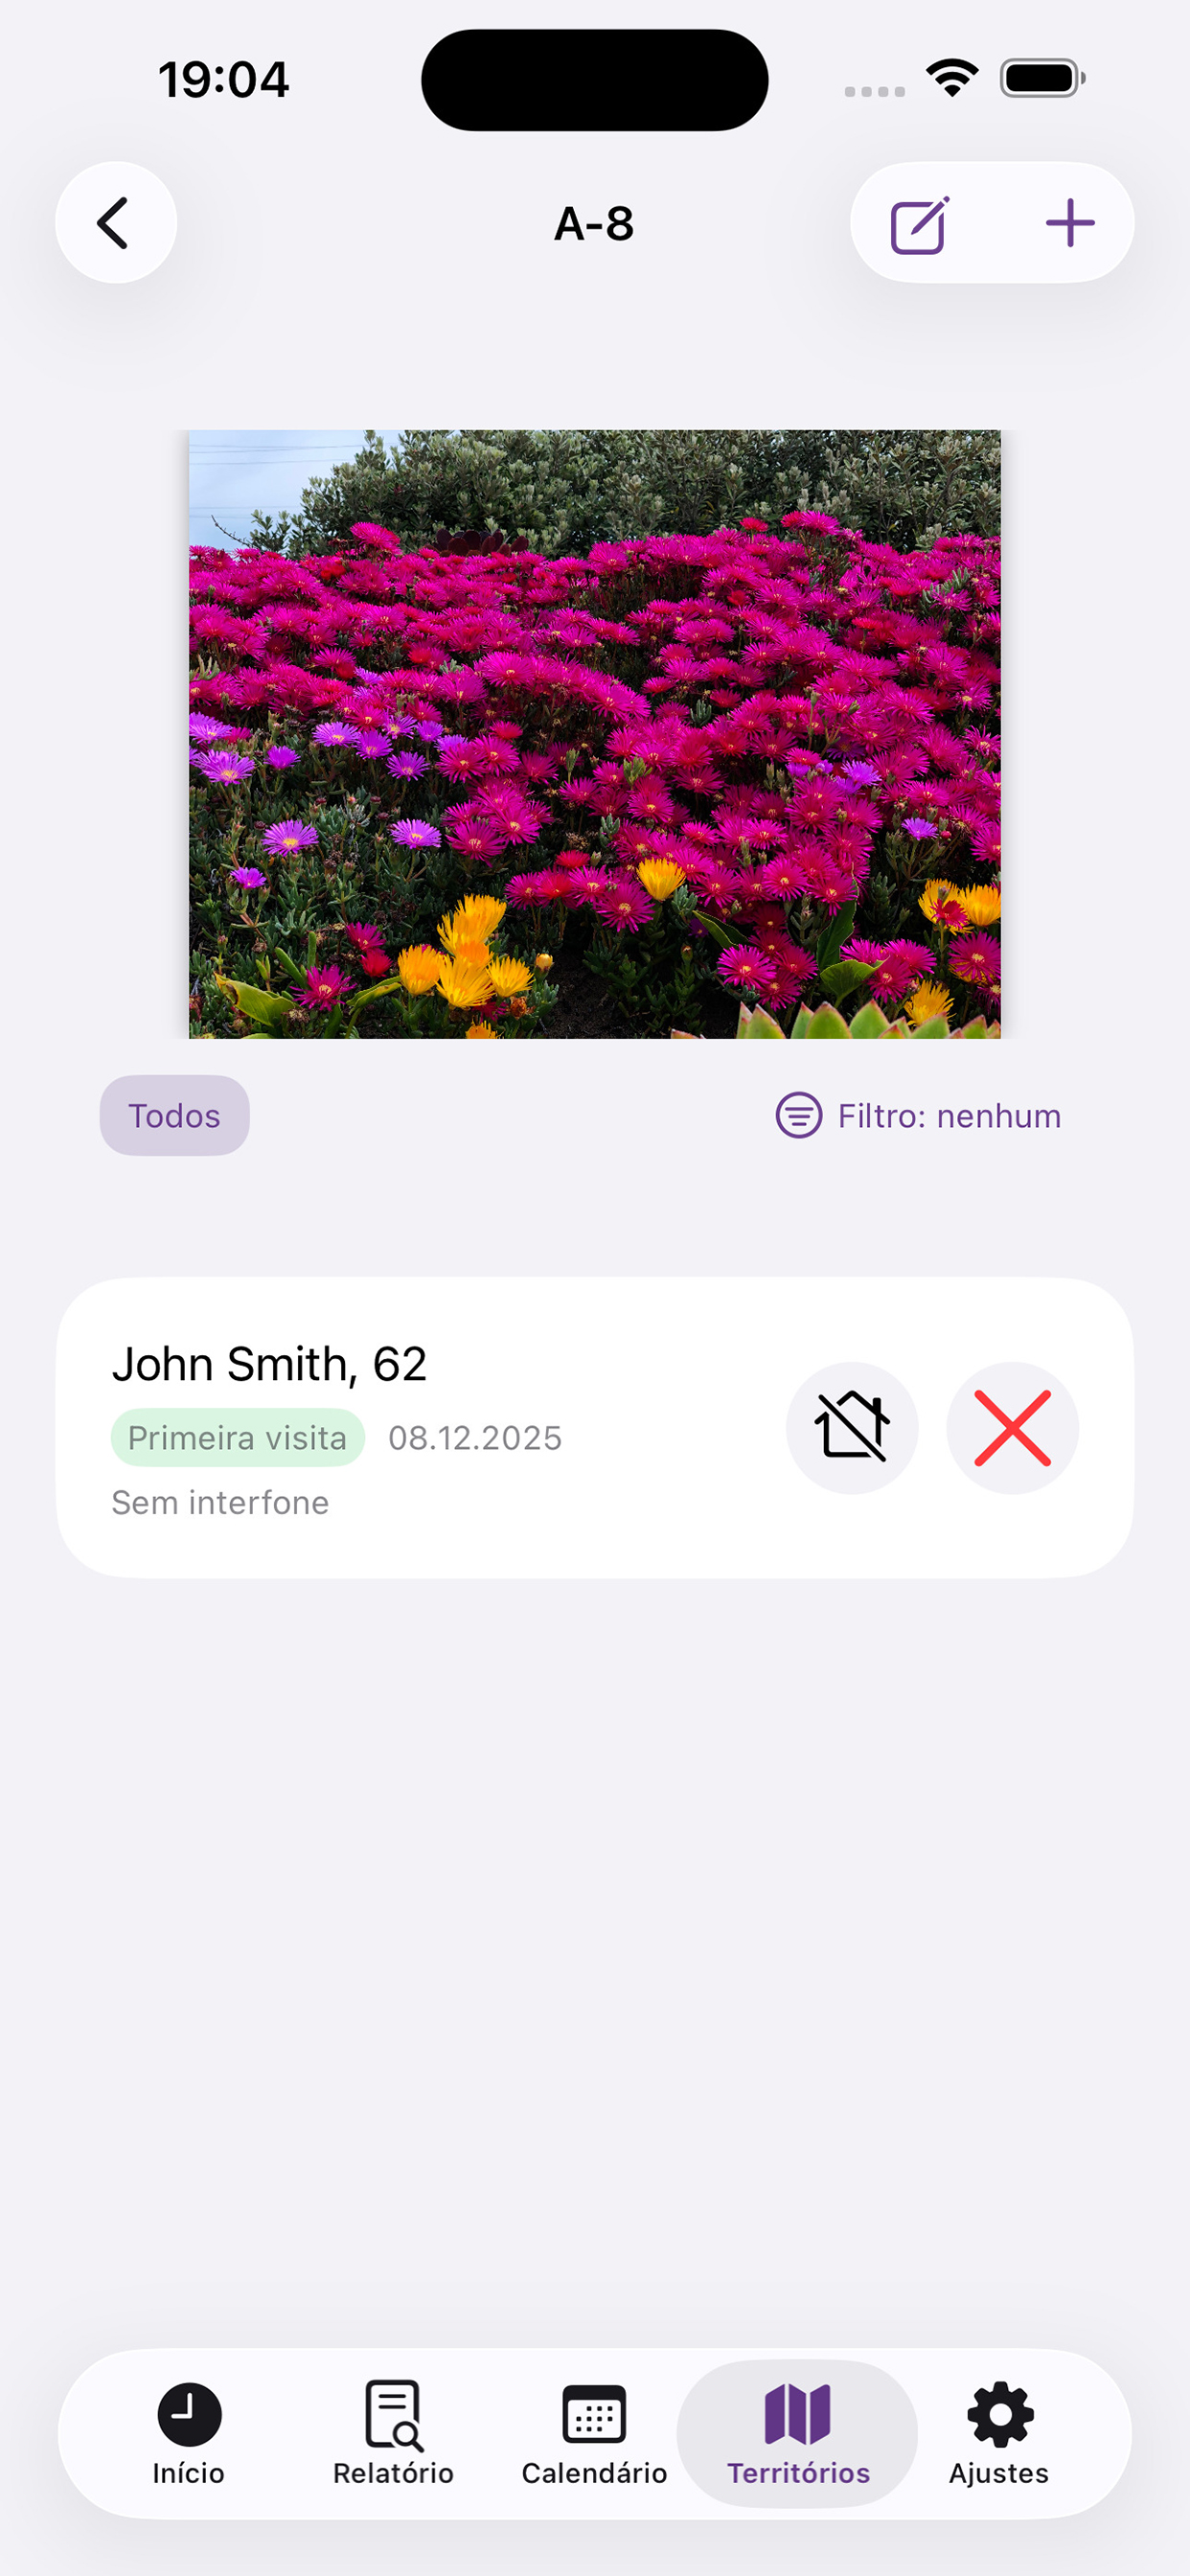 19:04
A-8
Todos
Filtro: nenhum
John Smith, 62
Primeira visita 08.12.2025
Sem interfone
Início Relatório Calendário Territórios Ajustes